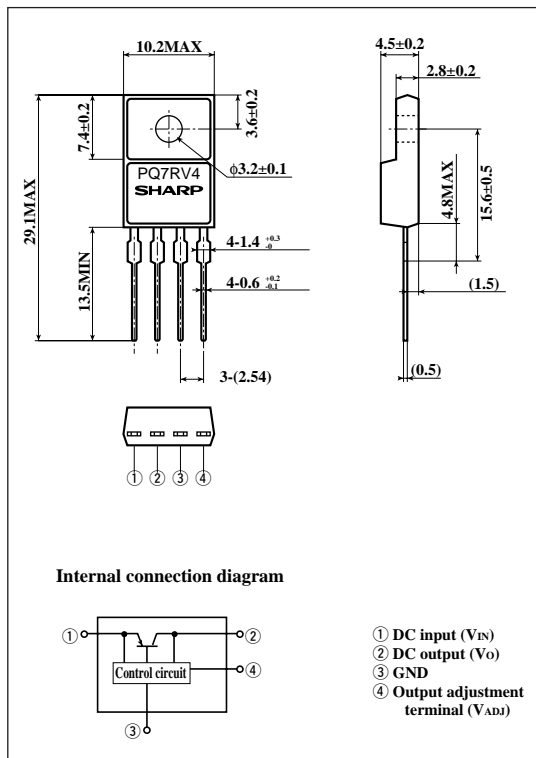 10.2MAX
4.5±0.2
2.8±0.2
7.4±0.2
3.6±0.2
29.1MAX
PQ7RV4
SHARP
ϕ3.2±0.1
4.8MAX
15.6±0.5
13.5MIN
4-1.4 +0.3 -0
4-0.6 +0.2 -0.1
(1.5)
3-(2.54)
(0.5)
① ② ③ ④
Internal connection diagram
① ②
Control circuit
④
③
① DC input (VIN)
② DC output (VO)
③ GND
④ Output adjustment
terminal (VADJ)